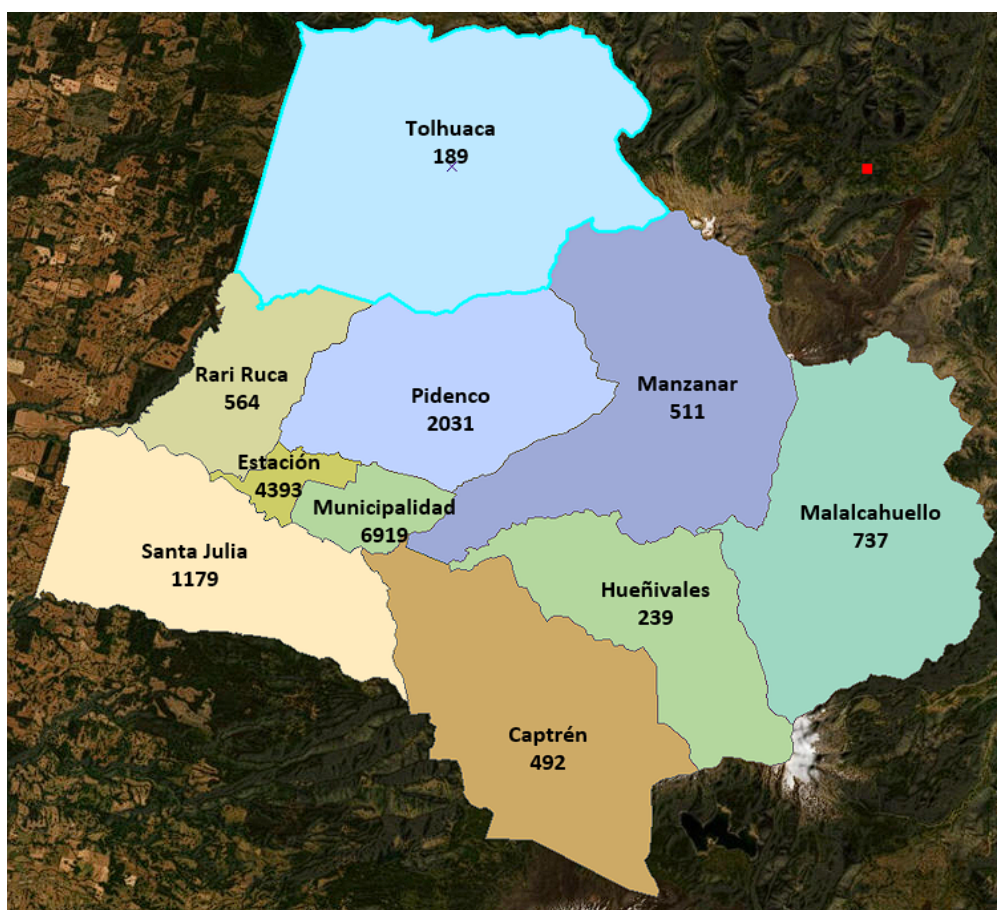 Tolhuaca
189
Rari Ruca
564
Pidenco
2031
Manzanar
511
Estación
4393
Municipalidad
6919
Malalcahuello
737
Santa Julia
1179
Hueñivales
239
Captrén
492